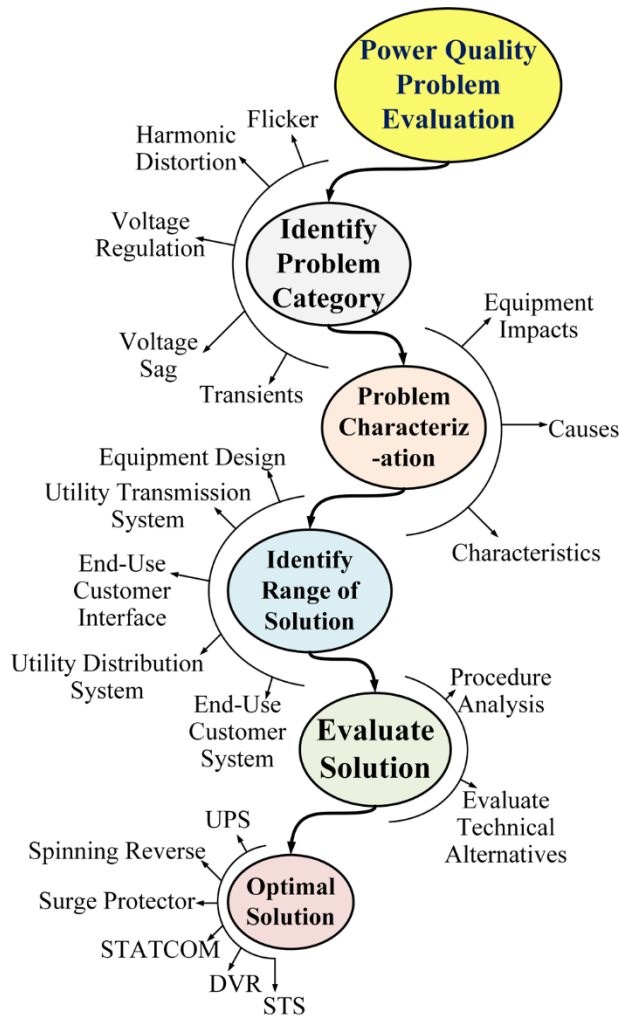 Power Quality
Problem
Evaluation
Flicker
Harmonic
Distortion
Voltage
Regulation
Voltage
Sag
Transients
Identify
Problem
Category
Equipment
Impacts
Causes
Characteristics
Problem
Characteriz
-ation
Equipment Design
Utility Transmission
System
End-Use
Customer
Interface
Utility Distribution
System
End-Use
Customer
System
Identify
Range of
Solution
Procedure
Analysis
Evaluate
Technical
Alternatives
Evaluate
Solution
UPS
Spinning Reverse
Surge Protector
STATCOM
DVR
STS
Optimal
Solution